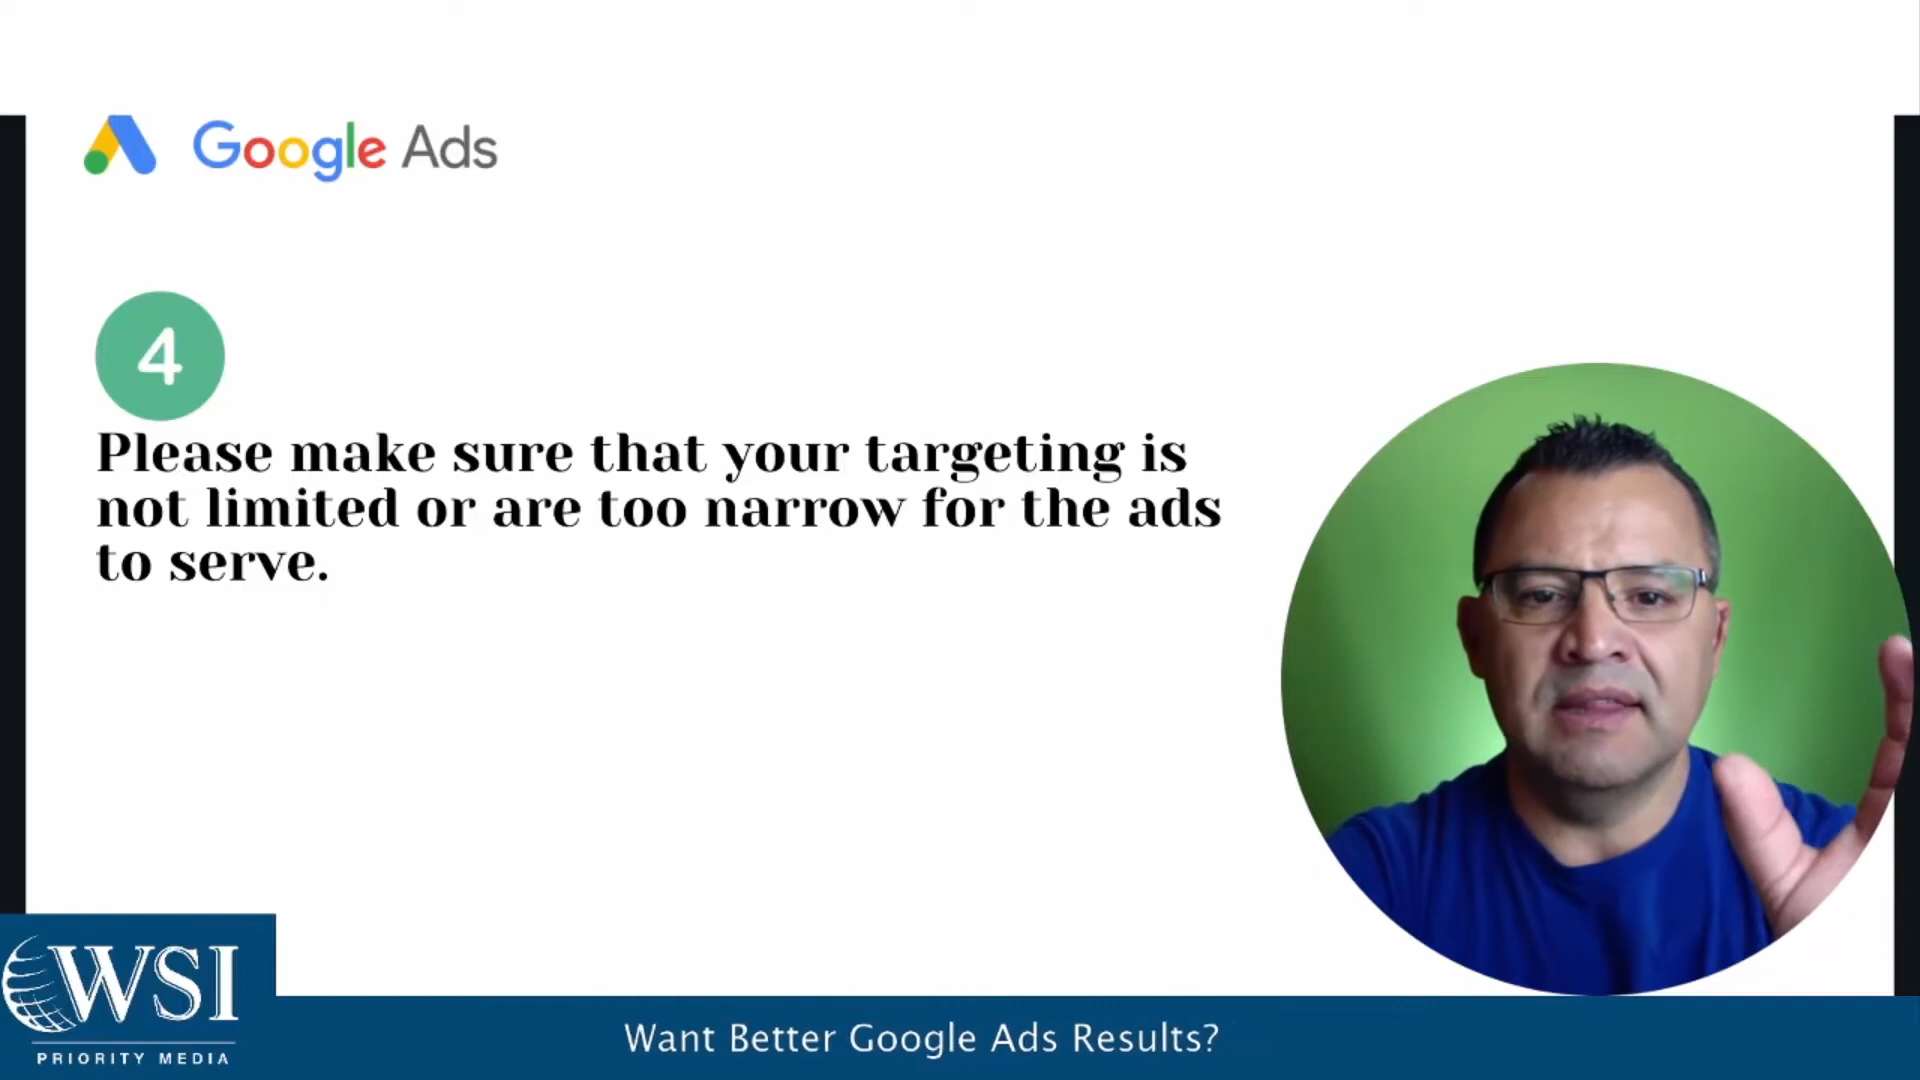 Google Ads
4
Please make sure that your targeting is
not limited or are too narrow for the ads
to serve.
WSI
PRIORITY MEDIA
Want Better Google Ads Results?